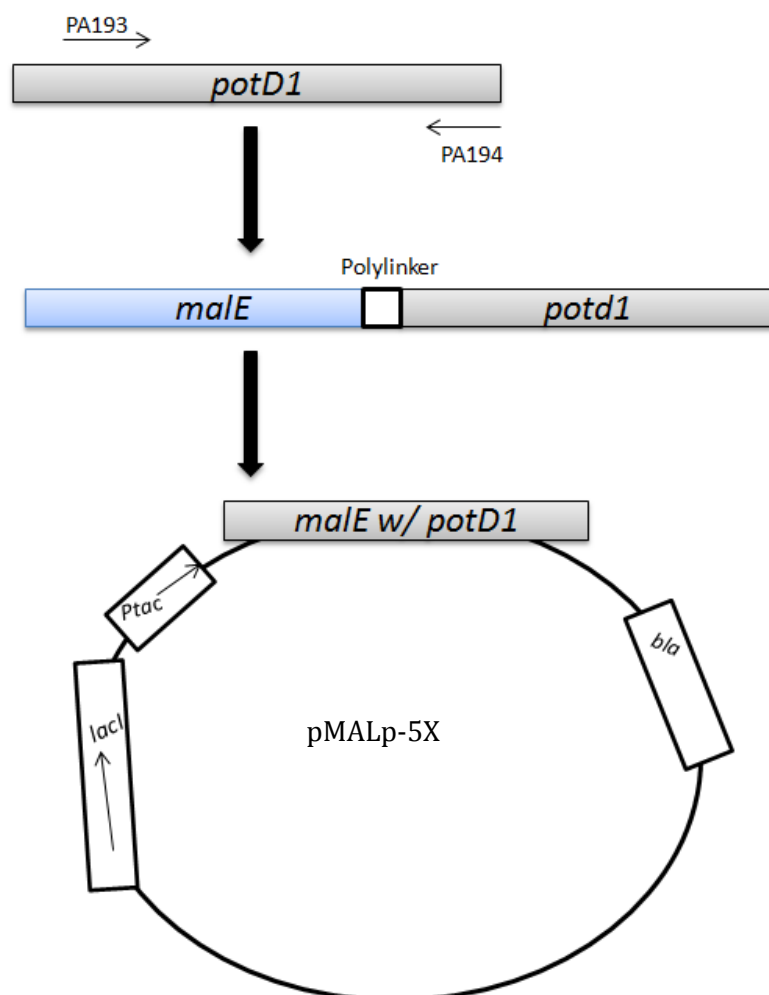 PA193
potD1
PA194
Polylinker
malE
potd1
malE w/ potD1
Ptac
bla
lacI
pMALp-5X